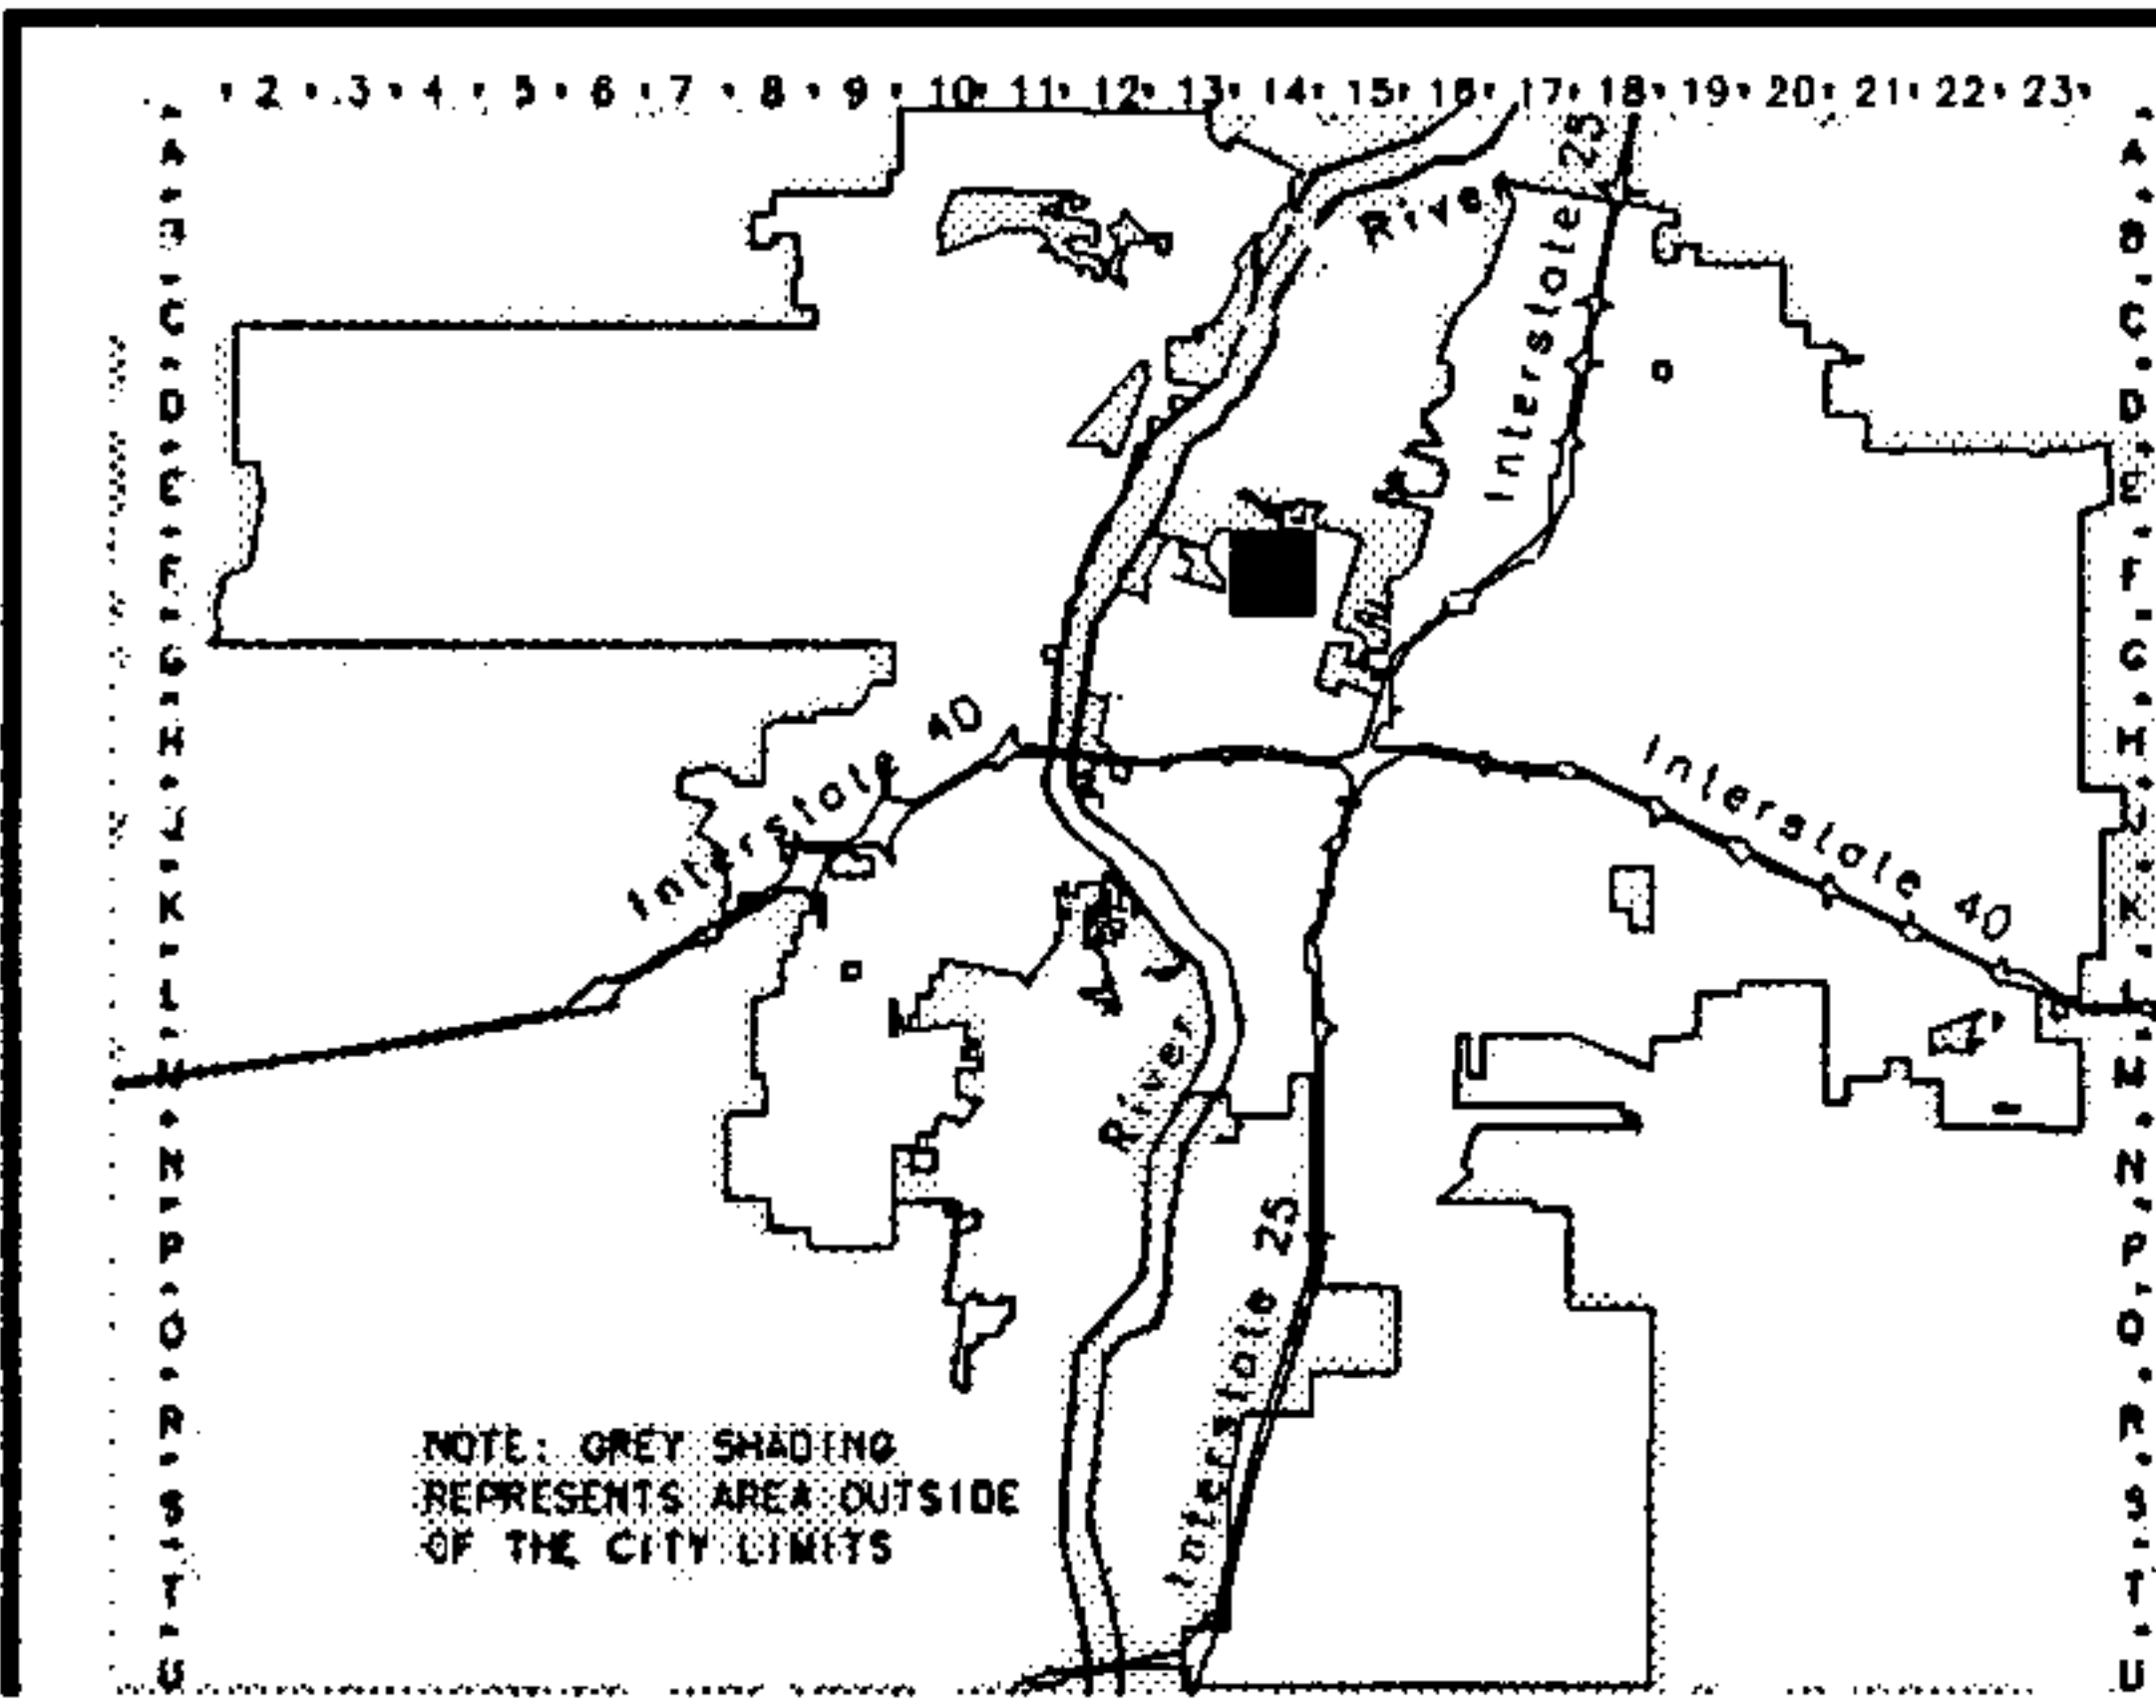 2 3 4 5 6 7 8 9 10 11 12 13 14 15 16 17 18 19 20 21 22 23
A A
B
C C
D D
E E
F F
G G
H H
K K
L L
M M
N N
P P
Q Q
R R
S S
T T
U U
Interstate 25
Interstate 40
Interstate 40
River
Interstate 25
NOTE: GREY SHADING
REPRESENTS AREA OUTSIDE
OF THE CITY LIMITS